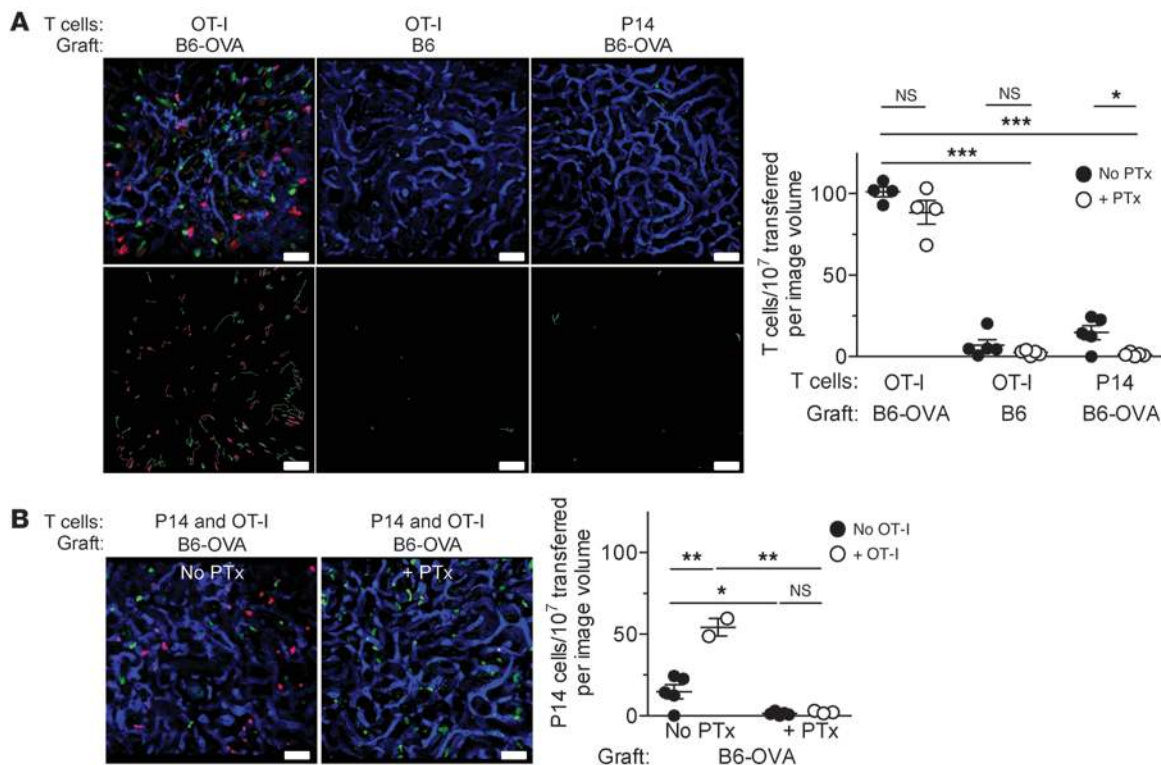 A
T cells: OT-I OT-I P14
Graft: B6-OVA B6 B6-OVA
NS NS *
***
***
No PTx
+ PTx
T cells/10⁷ transferred
per image volume
100
50
0
T cells: OT-I OT-I P14
Graft: B6-OVA B6 B6-OVA
B
T cells: P14 and OT-I P14 and OT-I
Graft: B6-OVA B6-OVA
No PTx + PTx
No OT-I
+ OT-I
** **
* NS
P14 cells/10⁷ transferred
per image volume
100
50
0
No PTx + PTx
Graft: B6-OVA